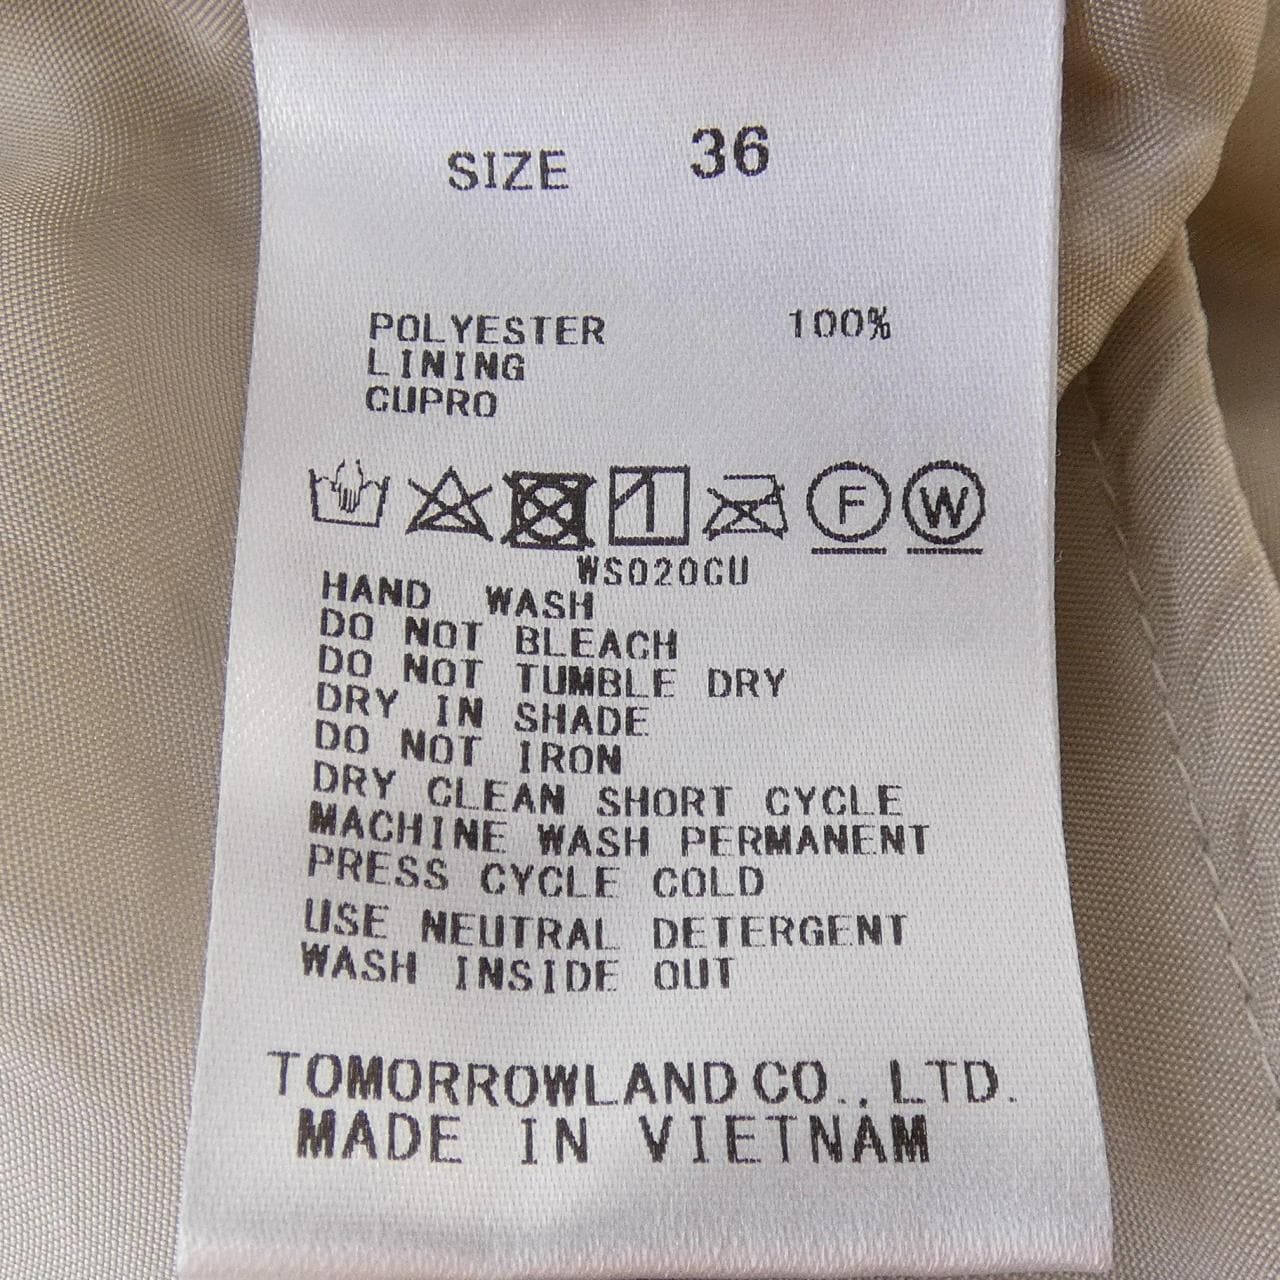 SIZE 36
POLYESTER 100%
LINING
CUPRO
F W
WS020CU
HAND WASH
DO NOT BLEACH
DO NOT TUMBLE DRY
DRY IN SHADE
DO NOT IRON
DRY CLEAN SHORT CYCLE
MACHINE WASH PERMANENT
PRESS CYCLE COLD
USE NEUTRAL DETERGENT
WASH INSIDE OUT
TOMORROWLAND CO., LTD.
MADE IN VIETNAM